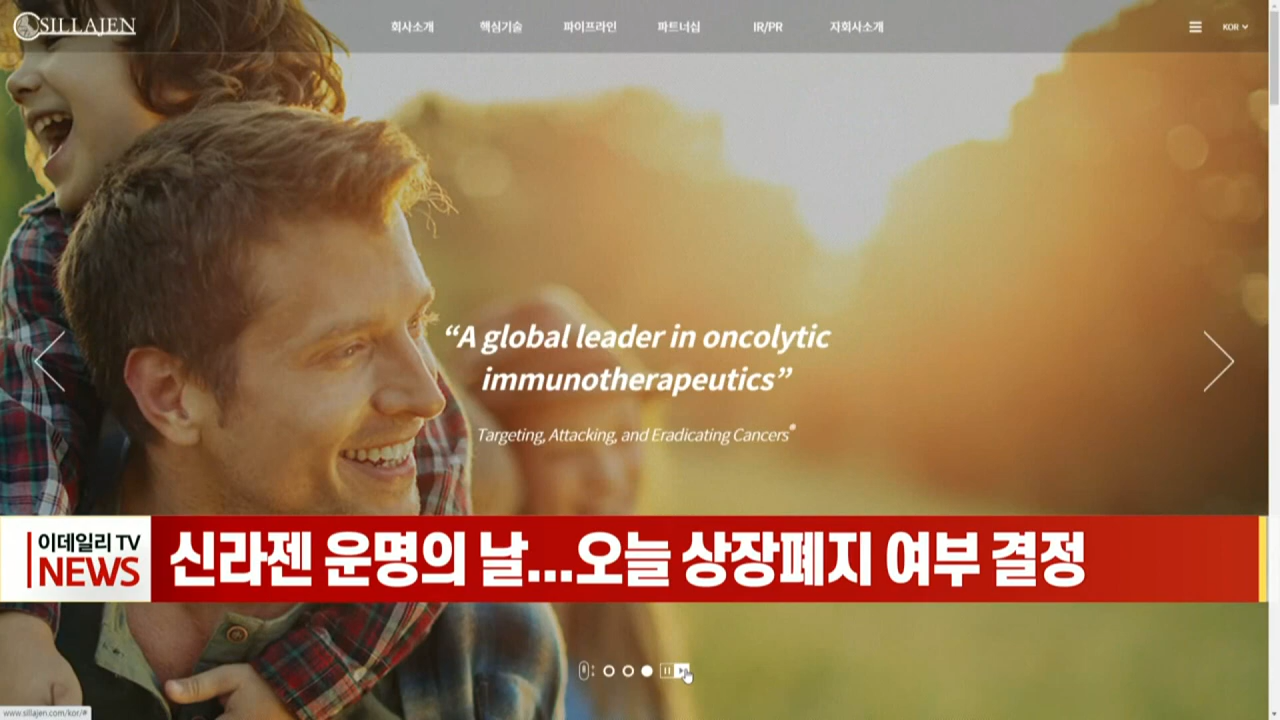 SILLAJEN
회사소개
핵심기술
파이프라인
파트너십
IR/PR
자회사소개
KOR
“A global leader in oncolytic
immunotherapeutics”
Targeting, Attacking, and Eradicating Cancers®
이데일리 TV
NEWS
신라젠 운명의 날...오늘 상장폐지 여부 결정
www.sillajen.com/kor/#